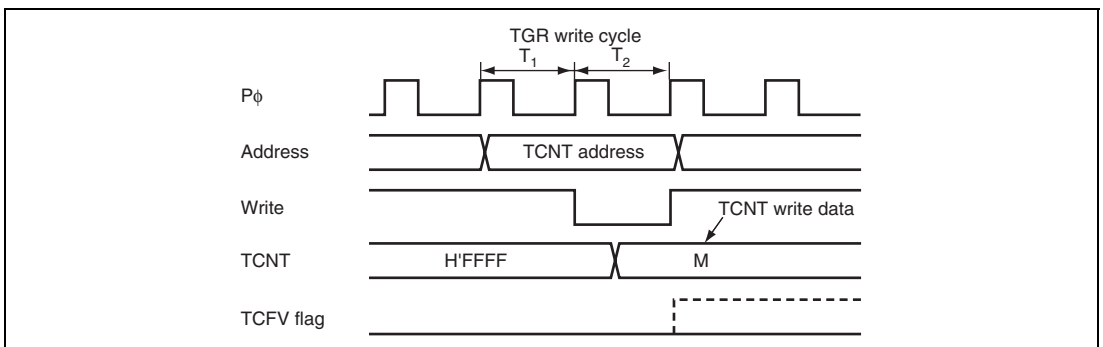 TGR write cycle
T1 T2
Pϕ
Address TCNT address
Write
TCNT write data
TCNT H'FFFF M
TCFV flag